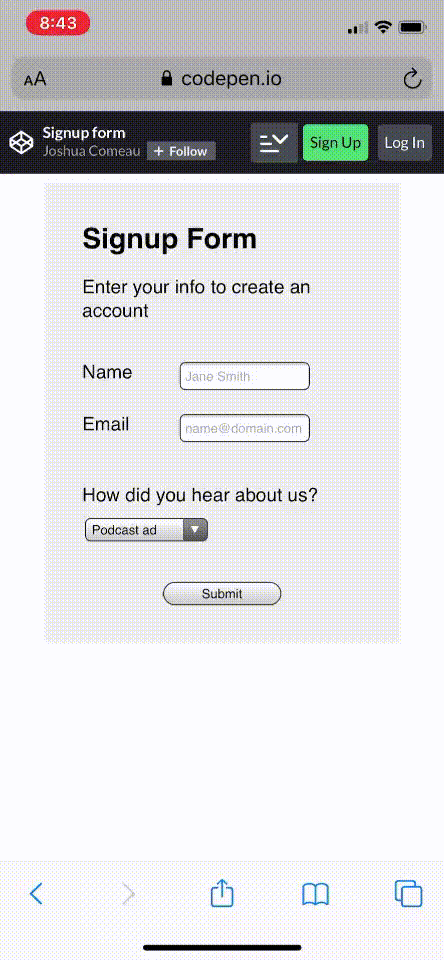 8:43
AA codepen.io
Signup form
Joshua Comeau + Follow
Sign Up Log In
Signup Form
Enter your info to create an
account
Name Jane Smith
Email name@domain.com
How did you hear about us?
Podcast ad
Submit